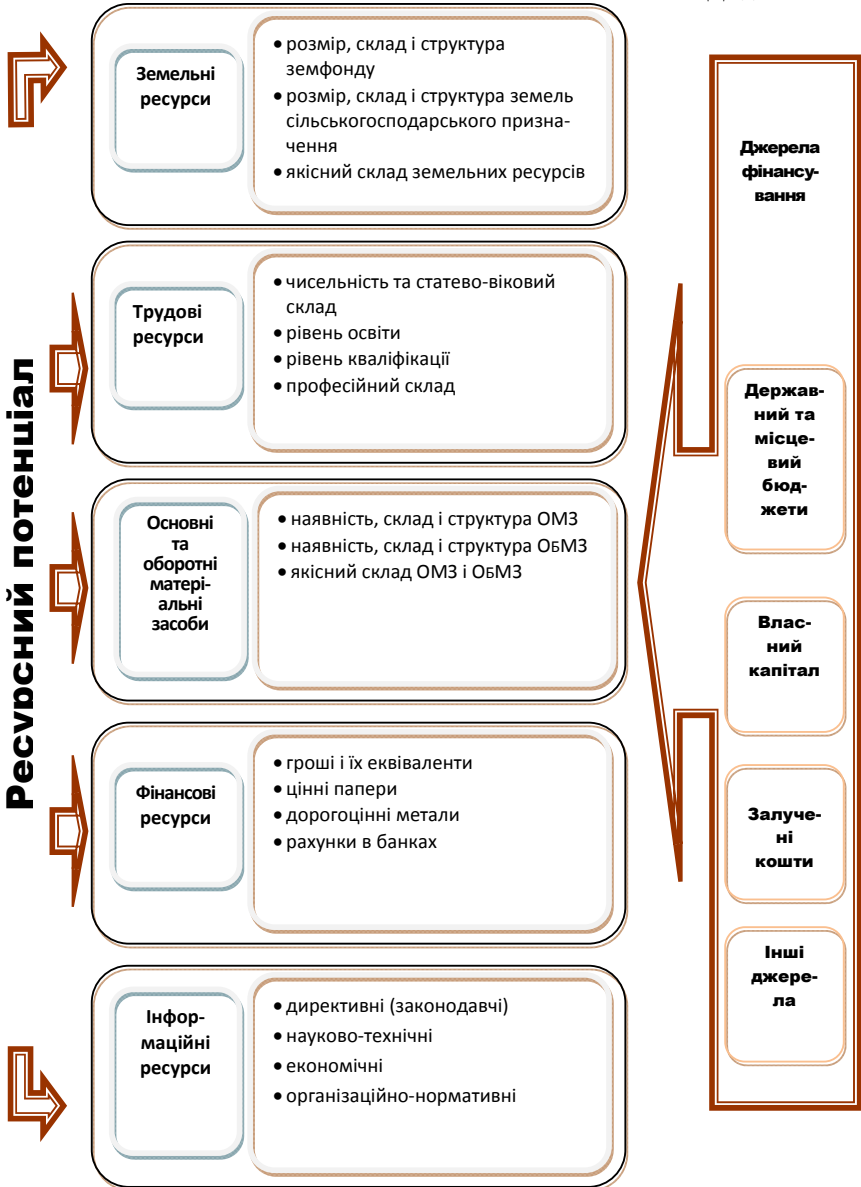 Ресурсний потенціал
Земельні
ресурси
• розмір, склад і структура
земфонду
• розмір, склад і структура земель
сільськогосподарського призна-
чення
• якісний склад земельних ресурсів
Трудові
ресурси
• чисельність та статево-віковий
склад
• рівень освіти
• рівень кваліфікації
• професійний склад
Основні
та
оборотні
матері-
альні
засоби
• наявність, склад і структура ОМЗ
• наявність, склад і структура ОБМЗ
• якісний склад ОМЗ і ОБМЗ
Фінансові
ресурси
• гроші і їх еквіваленти
• цінні папери
• дорогоцінні метали
• рахунки в банках
Інфор-
маційні
ресурси
• директивні (законодавчі)
• науково-технічні
• економічні
• організаційно-нормативні
Джерела
фінансу-
вання
Держав-
ний та
місце-
вий
бюд-
жети
Влас-
ний
капітал
Залуче-
ні
кошти
Інші
джере-
ла